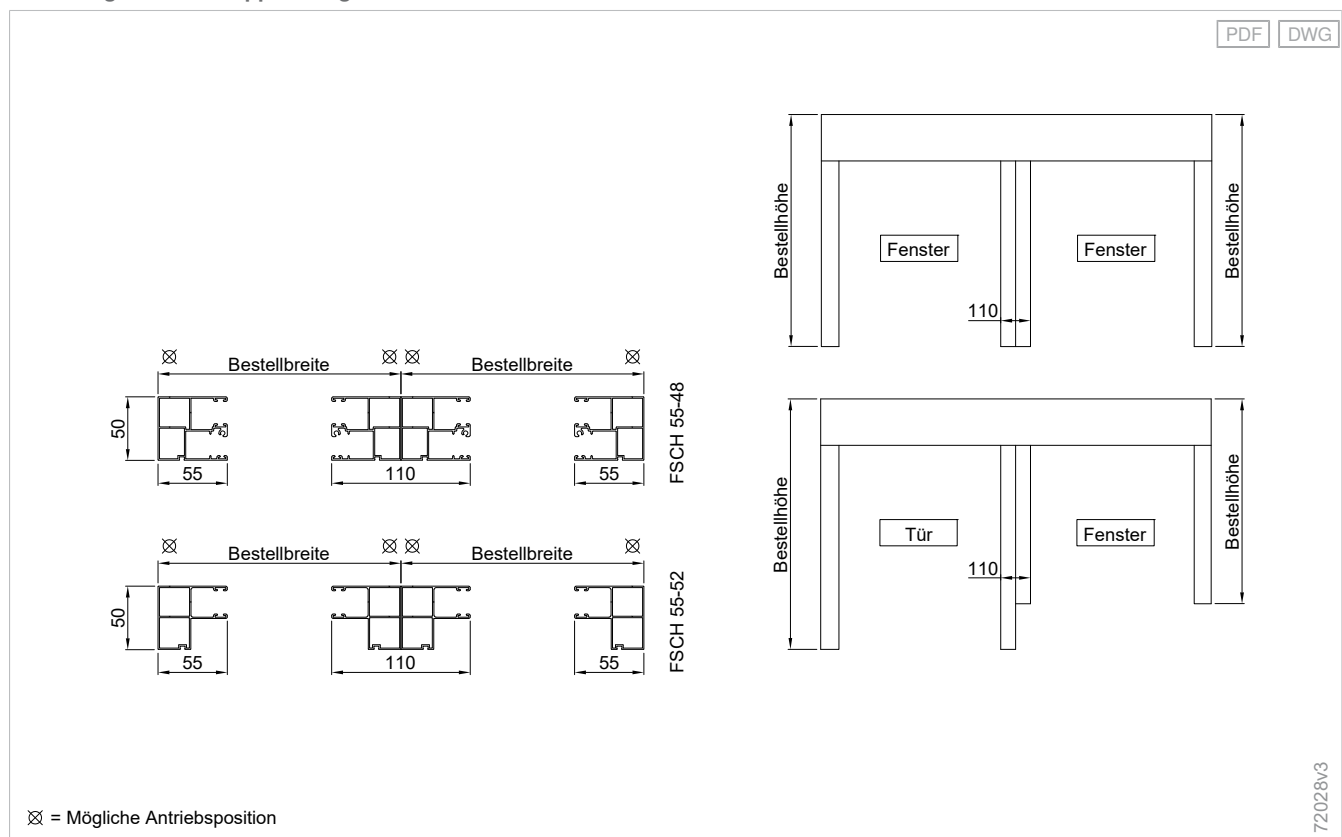 PDF DWG
Bestellhöhe
Bestellhöhe
Fenster
Fenster
110
Bestellbreite
Bestellbreite
50
55
110
55
FSCH 55-48
Bestellhöhe
Bestellhöhe
Tür
Fenster
110
Bestellbreite
Bestellbreite
50
55
110
55
FSCH 55-52
= Mögliche Antriebsposition
72028v3